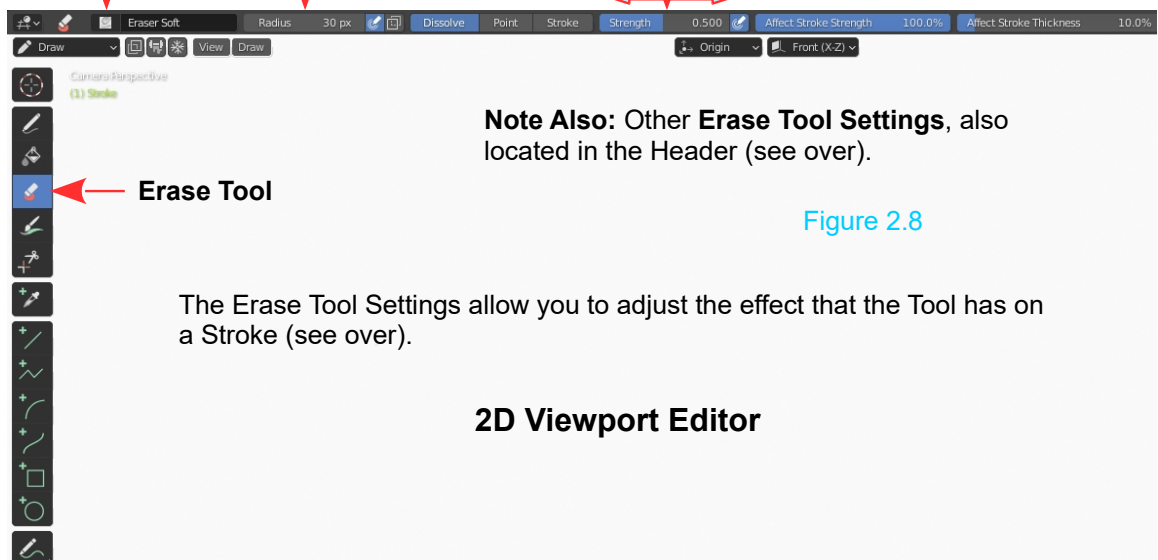 Eraser Soft Radius 30 px Dissolve Point Stroke Strength 0.500 Affect Stroke Strength 100.0% Affect Stroke Thickness 10.0%
Draw View Draw Origin Front (X-Z)
Camera Perspective
(1) Stroke
Note Also: Other Erase Tool Settings, also
located in the Header (see over).
Erase Tool
Figure 2.8
The Erase Tool Settings allow you to adjust the effect that the Tool has on
a Stroke (see over).
2D Viewport Editor